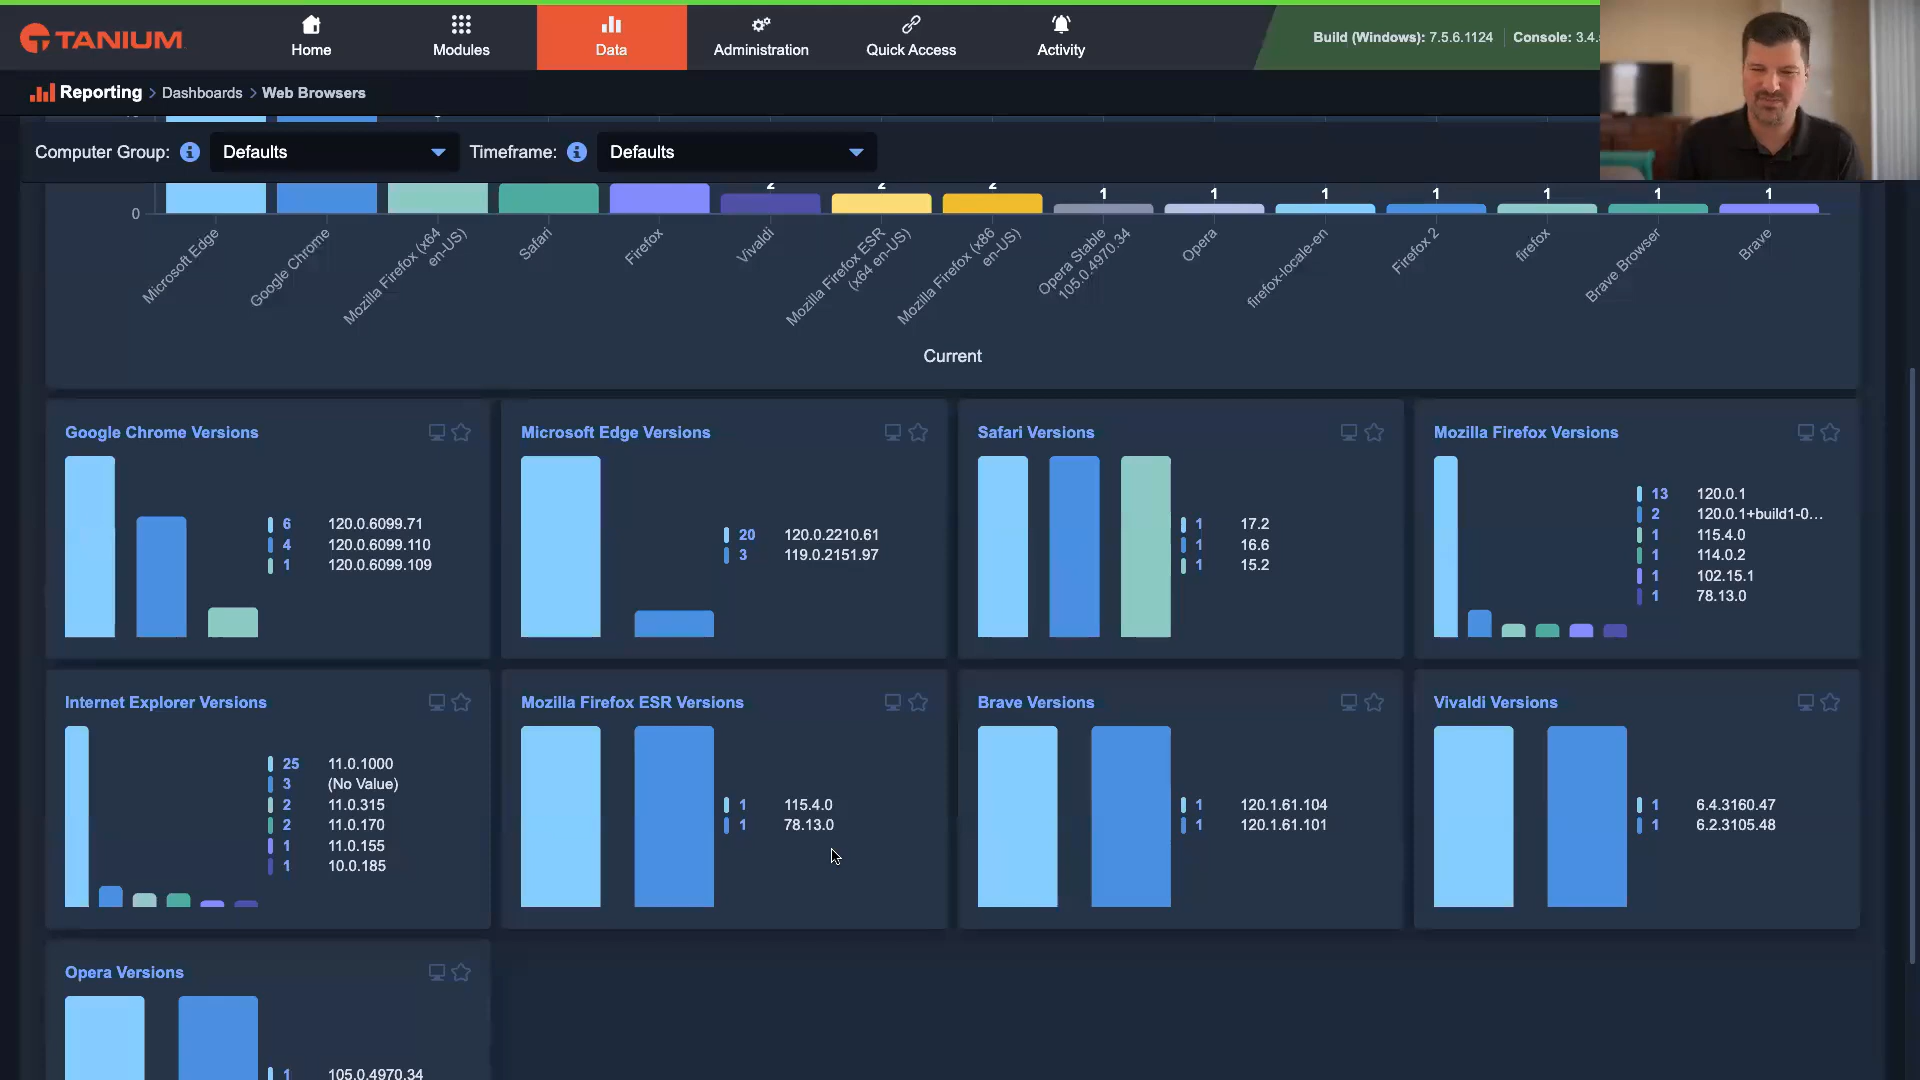 TANIUM
Home
Modules
Data
Administration
Quick Access
Activity
Build (Windows): 7.5.6.1124
Console: 3.4.
Reporting > Dashboards > Web Browsers
Computer Group:
Defaults
Timeframe:
Defaults
2
2
2
1
1
1
1
1
1
1
0
Microsoft Edge
Google Chrome
Mozilla Firefox (x64
en-US)
Safari
Firefox
Vivaldi
Mozilla Firefox ESR
(x64 en-US)
Mozilla Firefox (x86
en-US)
Opera Stable
105.0.4970.34
Opera
firefox-locale-en
Firefox 2
firefox
Brave Browser
Brave
Current
Google Chrome Versions
6 120.0.6099.71
4 120.0.6099.110
1 120.0.6099.109
Microsoft Edge Versions
20 120.0.2210.61
3 119.0.2151.97
Safari Versions
1 17.2
1 16.6
1 15.2
Mozilla Firefox Versions
13 120.0.1
2 120.0.1+build1-0...
1 115.4.0
1 114.0.2
1 102.15.1
1 78.13.0
Internet Explorer Versions
25 11.0.1000
3 (No Value)
2 11.0.315
2 11.0.170
1 11.0.155
1 10.0.185
Mozilla Firefox ESR Versions
1 115.4.0
1 78.13.0
Brave Versions
1 120.1.61.104
1 120.1.61.101
Vivaldi Versions
1 6.4.3160.47
1 6.2.3105.48
Opera Versions
1 105.0.4970.34